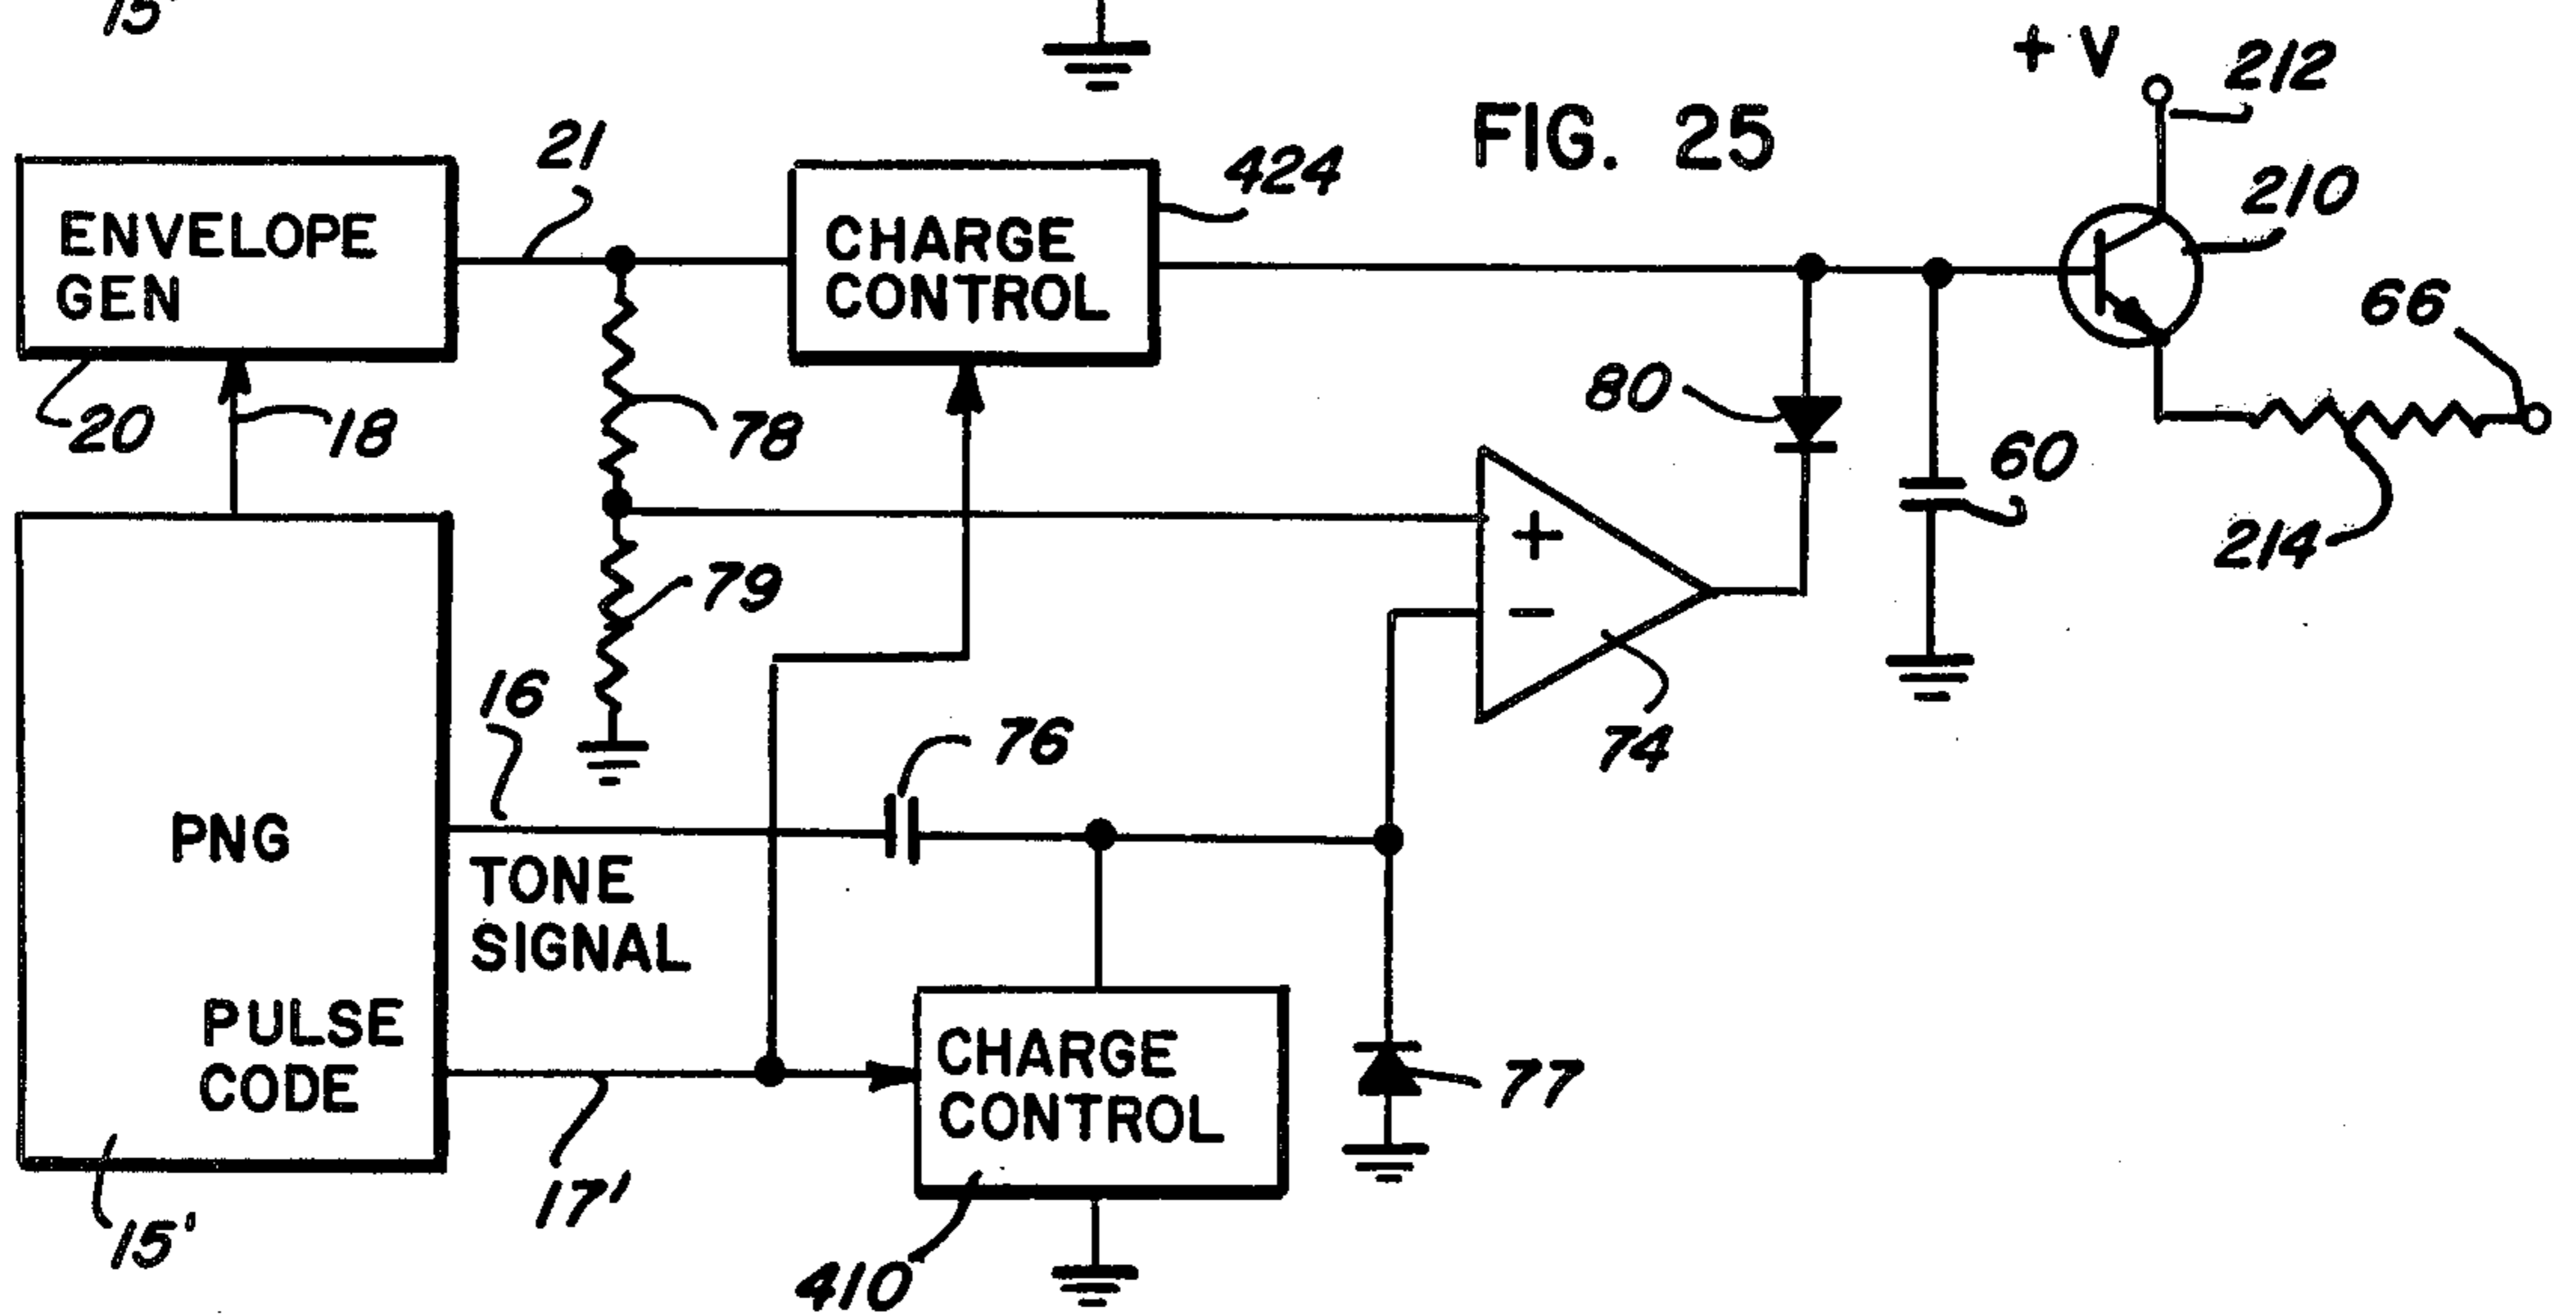 15'
+ V
212
FIG. 25
21
424
210
ENVELOPE
GEN
CHARGE
CONTROL
66
80
20
18
78
60
+
214
79
−
16
76
74
PNG
TONE
SIGNAL
PULSE
CODE
CHARGE
CONTROL
77
17'
15'
410